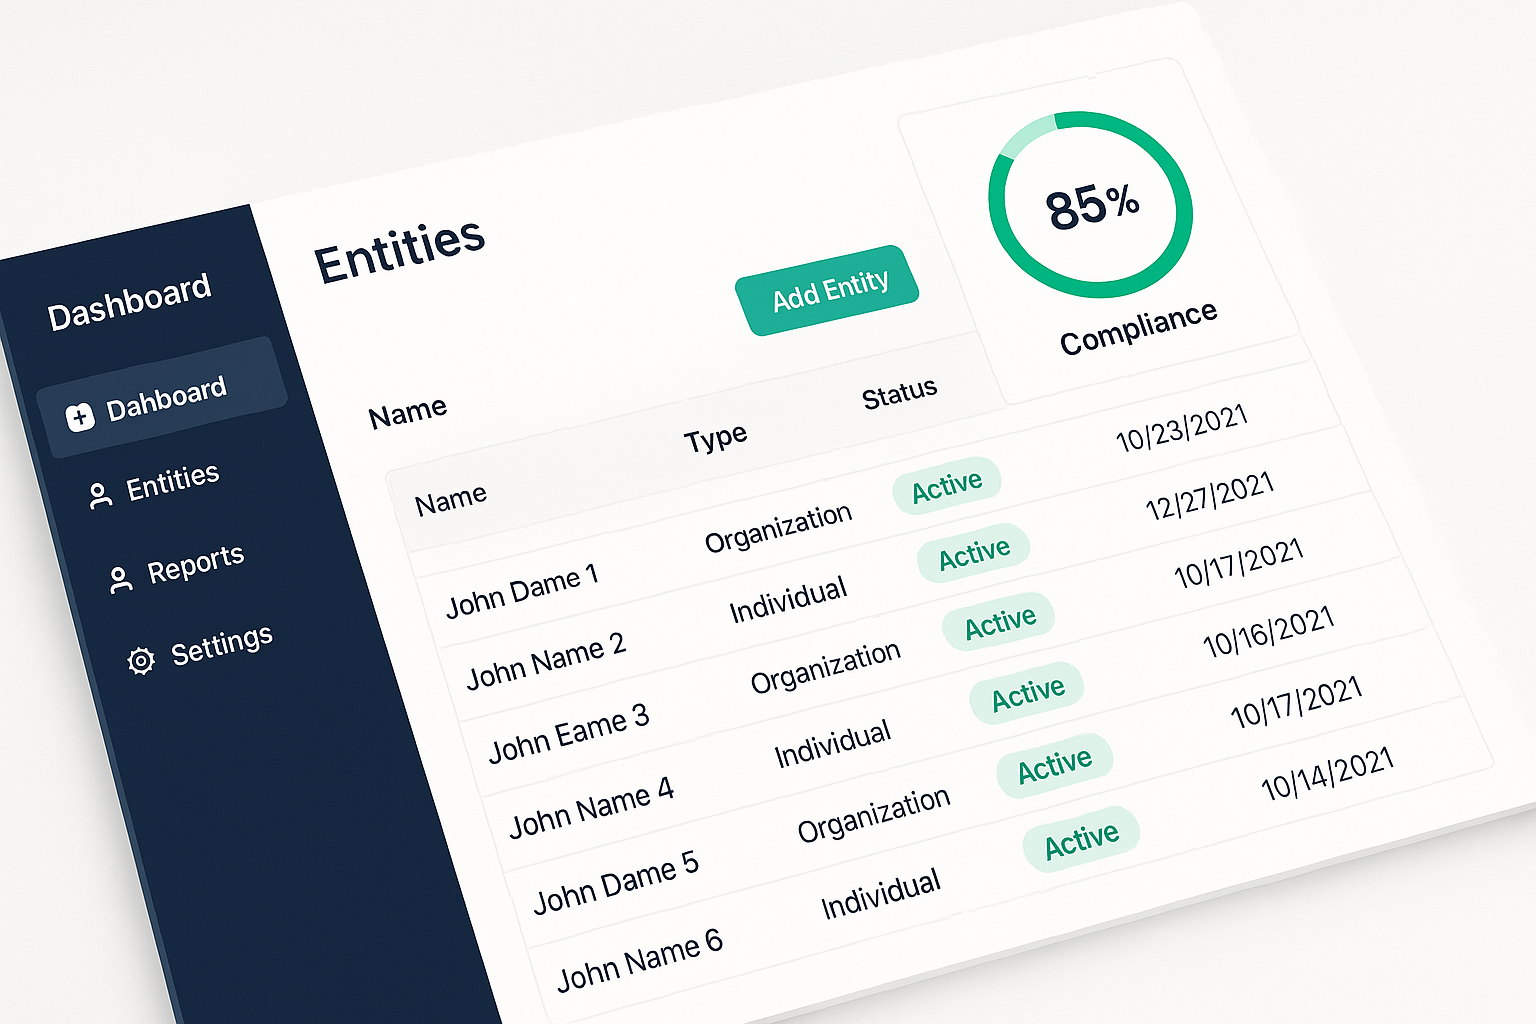 Dashboard
Dahboard
Entities
Reports
Settings
Entities
Add Entity
85%
Compliance
Name
Name Type Status
John Dame 1 Organization Active 10/23/2021
John Name 2 Individual Active 12/27/2021
John Eame 3 Organization Active 10/17/2021
John Name 4 Individual Active 10/16/2021
John Dame 5 Organization Active 10/17/2021
John Name 6 Individual Active 10/14/2021